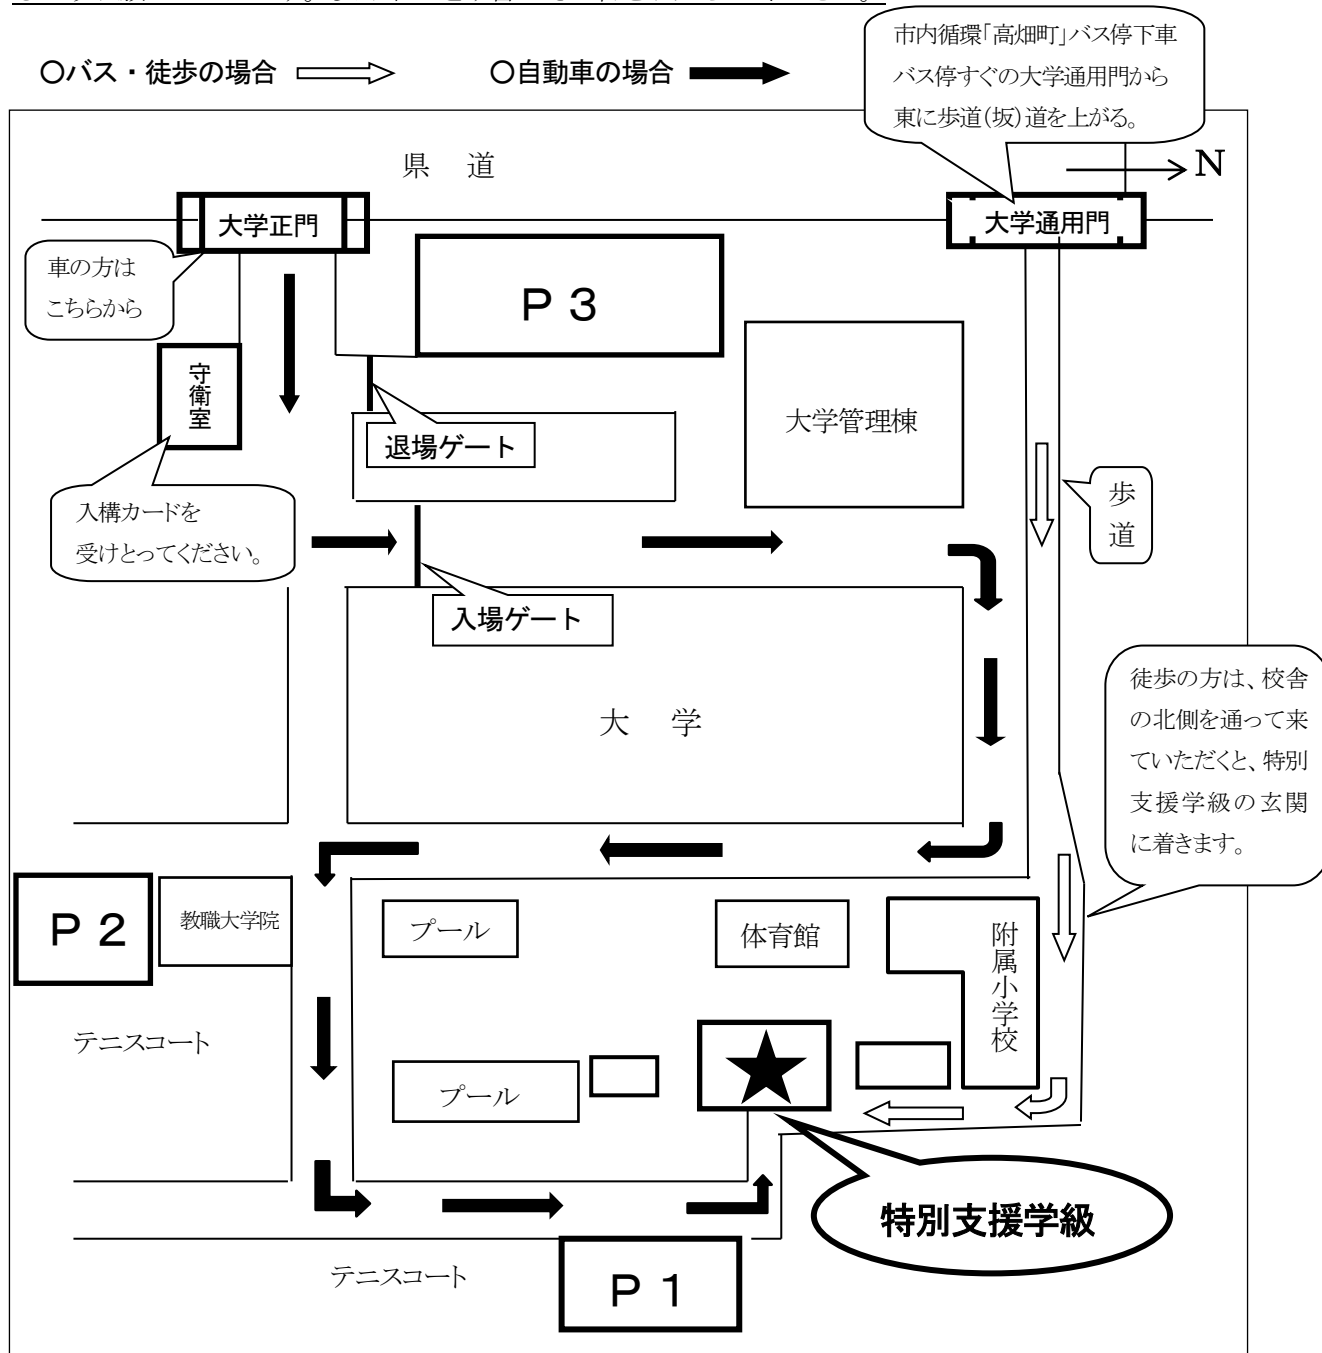 ○バス・徒歩の場合
○自動車の場合
市内循環「高畑町」バス停下車
バス停すぐの大学通用門から
東に歩道(坂)道を上がる。
県 道
N
大学正門
大学通用門
車の方は
こちらから
P 3
守衛室
大学管理棟
退場ゲート
歩道
入構カードを
受けとってください。
入場ゲート
大 学
徒歩の方は、校舎
の北側を通って来
ていただくと、特別
支援学級の玄関
に着きます。
P 2
教職大学院
プール
体育館
附属小学校
テニスコート
プール
特別支援学級
テニスコート
P 1